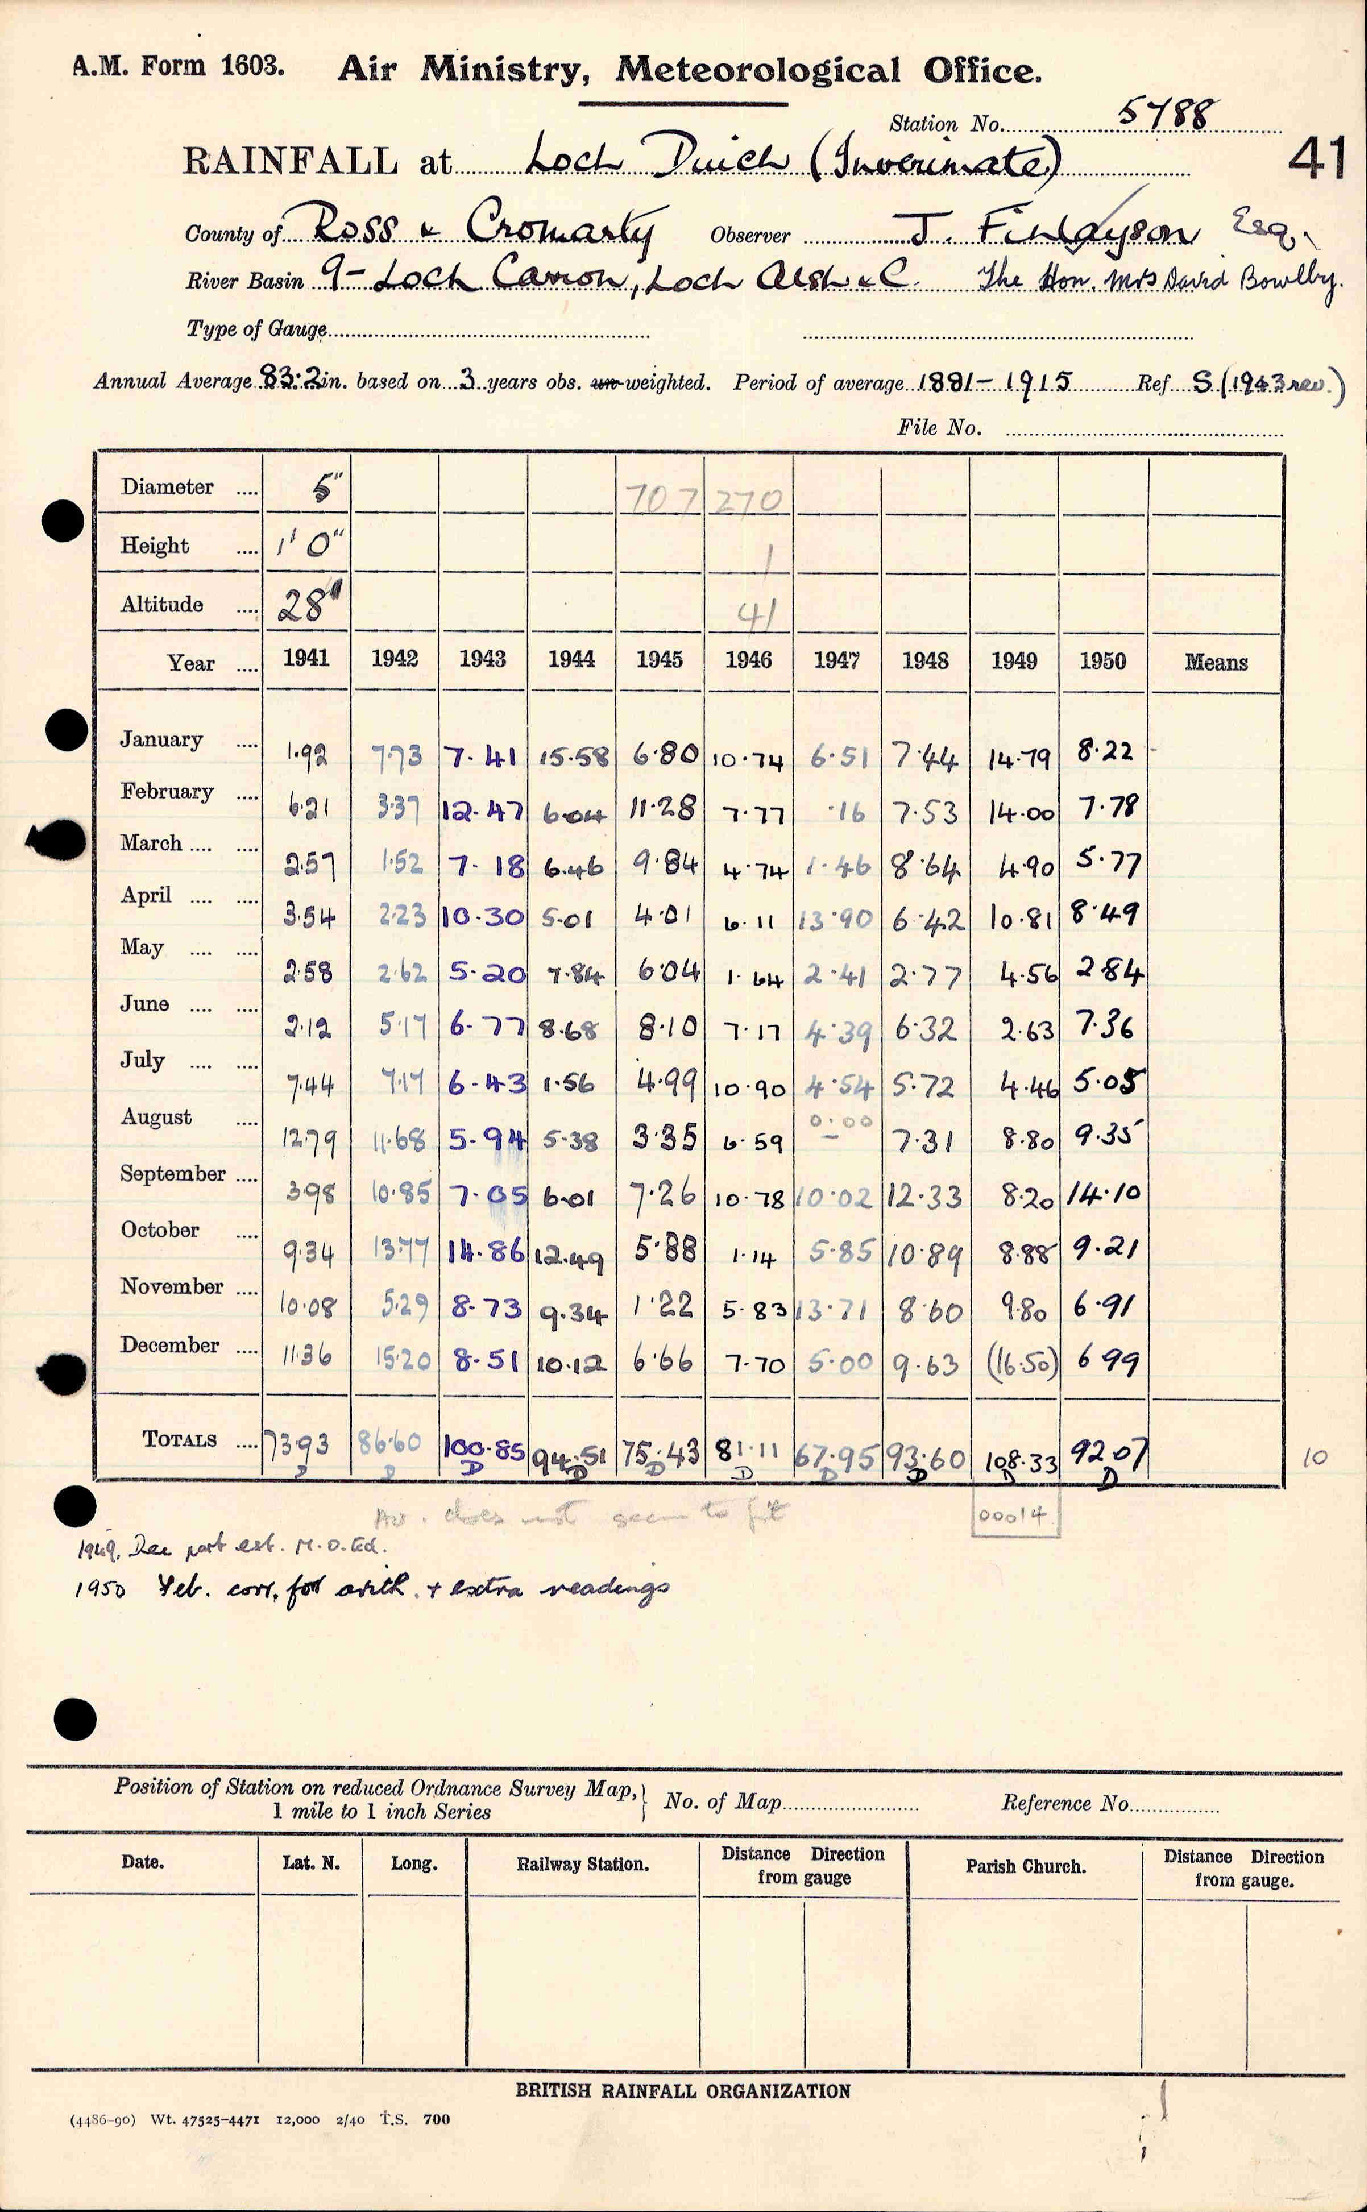 A.M. Form 1603. Air Ministry, Meteorological Office.
Station No. 5788
41
RAINFALL at Loch Duich (Inverinate)
County of Ross & Cromarty Observer J. Finlayson Esq.
River Basin 9- Loch Carron, Loch Alsh & C. The Hon. Mrs David Bowlby.
Type of Gauge
Annual Average 83.2 in. based on 3 years obs. un-weighted. Period of average 1881-1915 Ref S (1943 rev.)
File No.
Diameter .... 5" 707 270
Height .... 1' 0" 1
Altitude .... 28" 41
Year .... 1941 1942 1943 1944 1945 1946 1947 1948 1949 1950 Means
January .... 1.92 7.73 7.41 15.58 6.80 10.74 6.51 7.44 14.79 8.22
February .... 6.21 3.37 12.47 6.04 11.28 7.77 .16 7.53 14.00 7.78
March .... .... 2.57 1.52 7.18 6.46 9.84 4.74 1.46 8.64 4.90 5.77
April .... .... 3.54 2.23 10.30 5.01 4.01 6.11 13.90 6.42 10.81 8.49
May .... .... 2.58 2.62 5.20 7.84 6.04 1.64 2.41 2.77 4.56 2.84
June .... .... 2.12 5.17 6.77 8.68 8.10 7.17 4.39 6.32 2.63 7.36
July .... .... 7.44 7.17 6.43 1.56 4.99 10.90 4.54 5.72 4.46 5.05
August .... 12.79 11.68 5.94 5.38 3.35 6.59 0.00 – 7.31 8.80 9.35
September .... 3.98 10.85 7.05 6.01 7.26 10.78 10.02 12.33 8.20 14.10
October .... 9.34 13.77 14.86 12.49 5.88 1.14 5.85 10.89 8.88 9.21
November .... 10.08 5.29 8.73 9.34 1.22 5.83 13.71 8.60 9.80 6.91
December .... 11.36 15.20 8.51 10.12 6.66 7.70 5.00 9.63 (16.50) 6.99
TOTALS .... 73.93 86.60 100.85 94.51 75.43 81.11 67.95 93.60 108.33 92.07 10
D D D D D D D D D D
Av. does not seem to fit 00014
1949. Dec part est. M.O. Ed.
1950 Feb. corr. for arith. + extra readings
Position of Station on reduced Ordnance Survey Map, } No. of Map Reference No.
1 mile to 1 inch Series
Date. Lat. N. Long. Railway Station. Distance from gauge Direction Parish Church. Distance Direction from gauge.
BRITISH RAINFALL ORGANIZATION
(4486-90) Wt. 47525-4471 12,000 2/40 T.S. 700